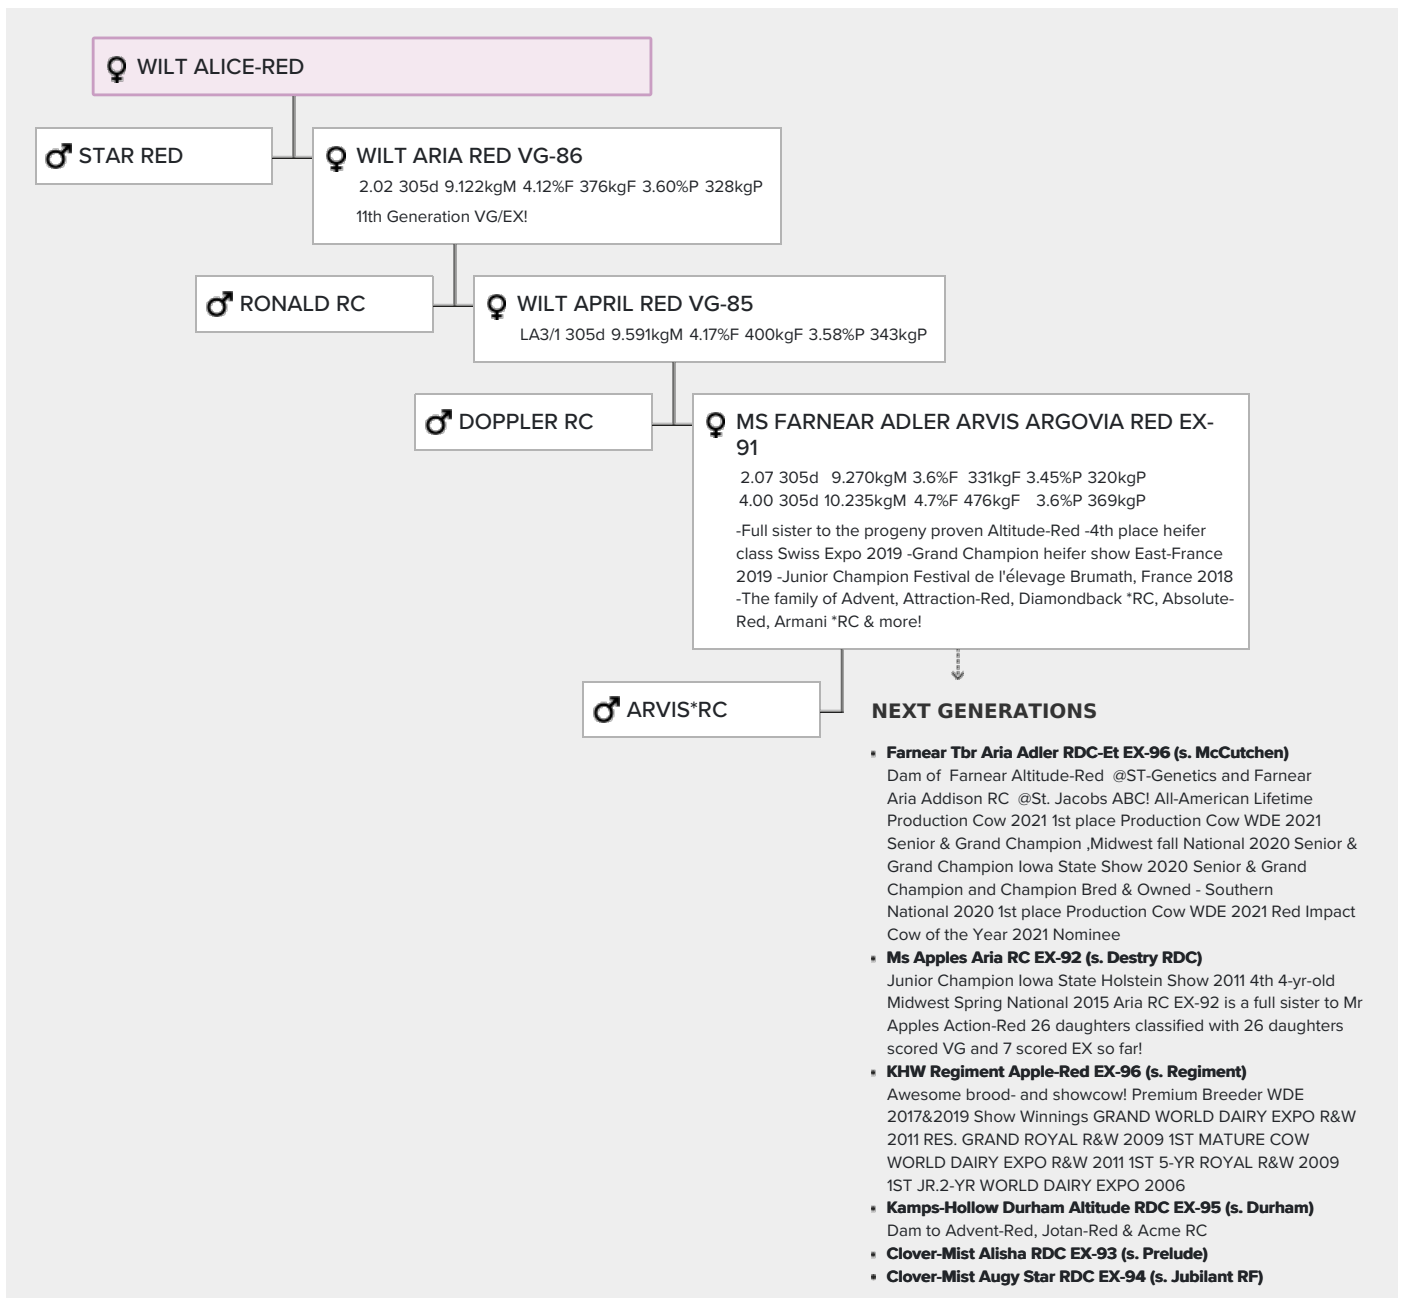 WILT ALICE-RED
STAR RED
WILT ARIA RED VG-86
2.02 305d 9.122kgM 4.12%F 376kgF 3.60%P 328kgP
11th Generation VG/EX!
RONALD RC
WILT APRIL RED VG-85
LA3/1 305d 9.591kgM 4.17%F 400kgF 3.58%P 343kgP
DOPPLER RC
MS FARNEAR ADLER ARVIS ARGOVIA RED EX-
91
2.07 305d 9.270kgM 3.6%F 331kgF 3.45%P 320kgP
4.00 305d 10.235kgM 4.7%F 476kgF 3.6%P 369kgP
-Full sister to the progeny proven Altitude-Red -4th place heifer
class Swiss Expo 2019 -Grand Champion heifer show East-France
2019 -Junior Champion Festival de l'élevage Brumath, France 2018
-The family of Advent, Attraction-Red, Diamondback *RC, Absolute-
Red, Armani *RC & more!
ARVIS*RC
NEXT GENERATIONS
▪ Farnear Tbr Aria Adler RDC-Et EX-96 (s. McCutchen)
Dam of Farnear Altitude-Red @ST-Genetics and Farnear
Aria Addison RC @St. Jacobs ABC! All-American Lifetime
Production Cow 2021 1st place Production Cow WDE 2021
Senior & Grand Champion ,Midwest fall National 2020 Senior &
Grand Champion Iowa State Show 2020 Senior & Grand
Champion and Champion Bred & Owned - Southern
National 2020 1st place Production Cow WDE 2021 Red Impact
Cow of the Year 2021 Nominee
▪ Ms Apples Aria RC EX-92 (s. Destry RDC)
Junior Champion Iowa State Holstein Show 2011 4th 4-yr-old
Midwest Spring National 2015 Aria RC EX-92 is a full sister to Mr
Apples Action-Red 26 daughters classified with 26 daughters
scored VG and 7 scored EX so far!
▪ KHW Regiment Apple-Red EX-96 (s. Regiment)
Awesome brood- and showcow! Premium Breeder WDE
2017&2019 Show Winnings GRAND WORLD DAIRY EXPO R&W
2011 RES. GRAND ROYAL R&W 2009 1ST MATURE COW
WORLD DAIRY EXPO R&W 2011 1ST 5-YR ROYAL R&W 2009
1ST JR.2-YR WORLD DAIRY EXPO 2006
▪ Kamps-Hollow Durham Altitude RDC EX-95 (s. Durham)
Dam to Advent-Red, Jotan-Red & Acme RC
▪ Clover-Mist Alisha RDC EX-93 (s. Prelude)
▪ Clover-Mist Augy Star RDC EX-94 (s. Jubilant RF)